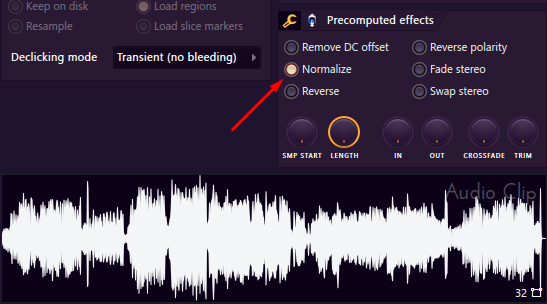 Keep on disk
Load regions
Resample
Load slice markers
Declicking mode
Transient (no bleeding)
Precomputed effects
Remove DC offset
Reverse polarity
Normalize
Fade stereo
Reverse
Swap stereo
SMP START
LENGTH
IN
OUT
CROSSFADE
TRIM
Audio Clip
32